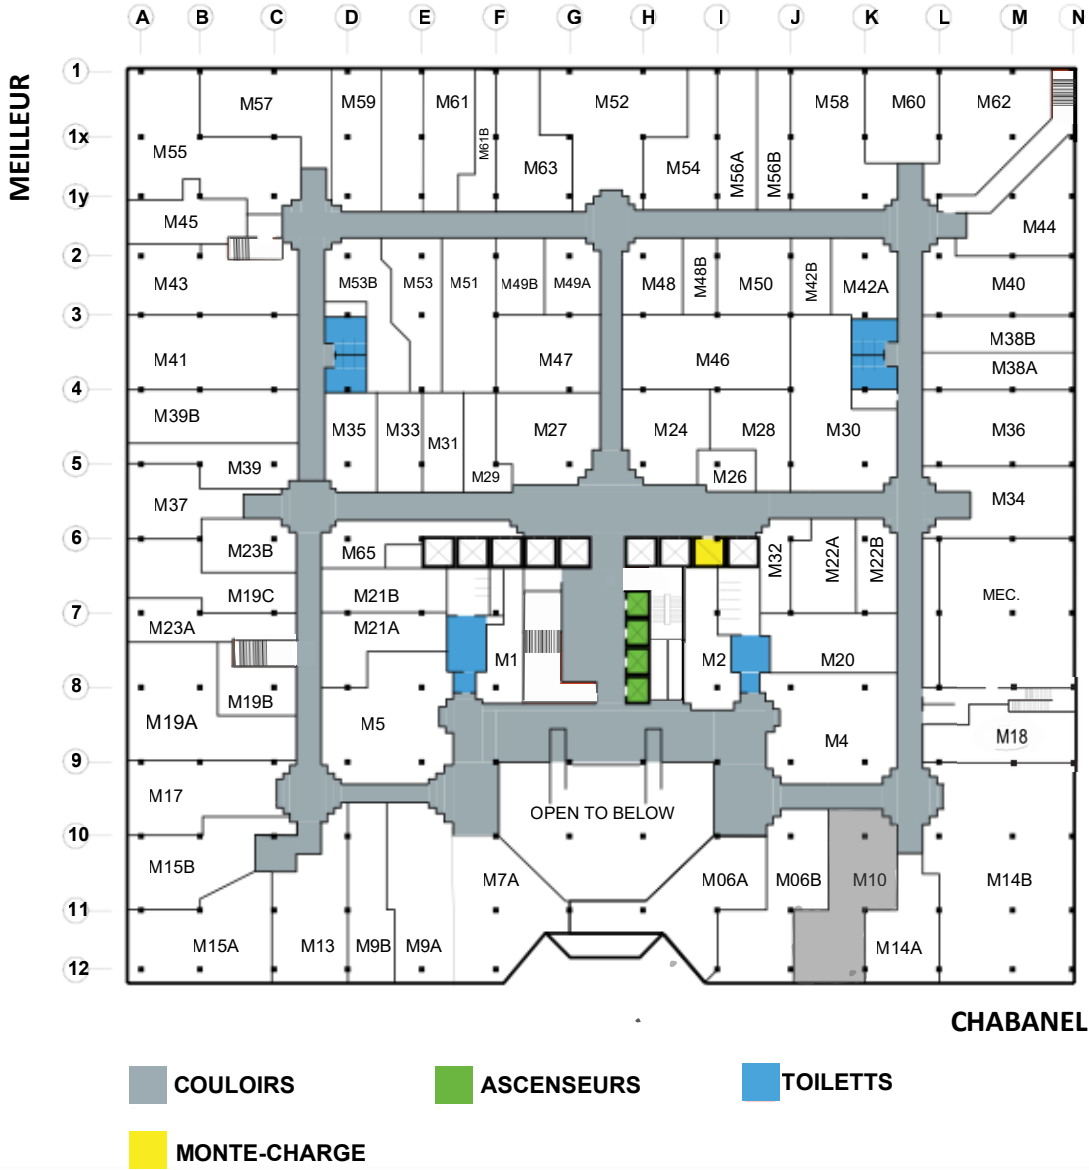 A B C D E F G H I J K L M N
MEILLEUR
1
M57 M59 M61 M52 M58 M60 M62
1x
M55 M61B M63 M54 M56A M56B
1y
M45 M44
2
M43 M53B M53 M51 M49B M49A M48 M48B M50 M42B M42A M40
3
M38B
M41 M47 M46
M38A
4
M39B
M35 M33 M31 M27 M24 M28 M30 M36
5
M39 M29 M26
M37 M34
6
M23B M65 M32 M22A M22B
M19C M21B MEC.
7
M23A M21A
M1 M2 M20
8
M19B
M19A M5 M4 M18
9
M17
OPEN TO BELOW
10
M15B M7A M06A M06B M10 M14B
11
M15A M13 M9B M9A M14A
12
CHABANEL
COULOIRS
ASCENSEURS
TOILETTS
MONTE-CHARGE